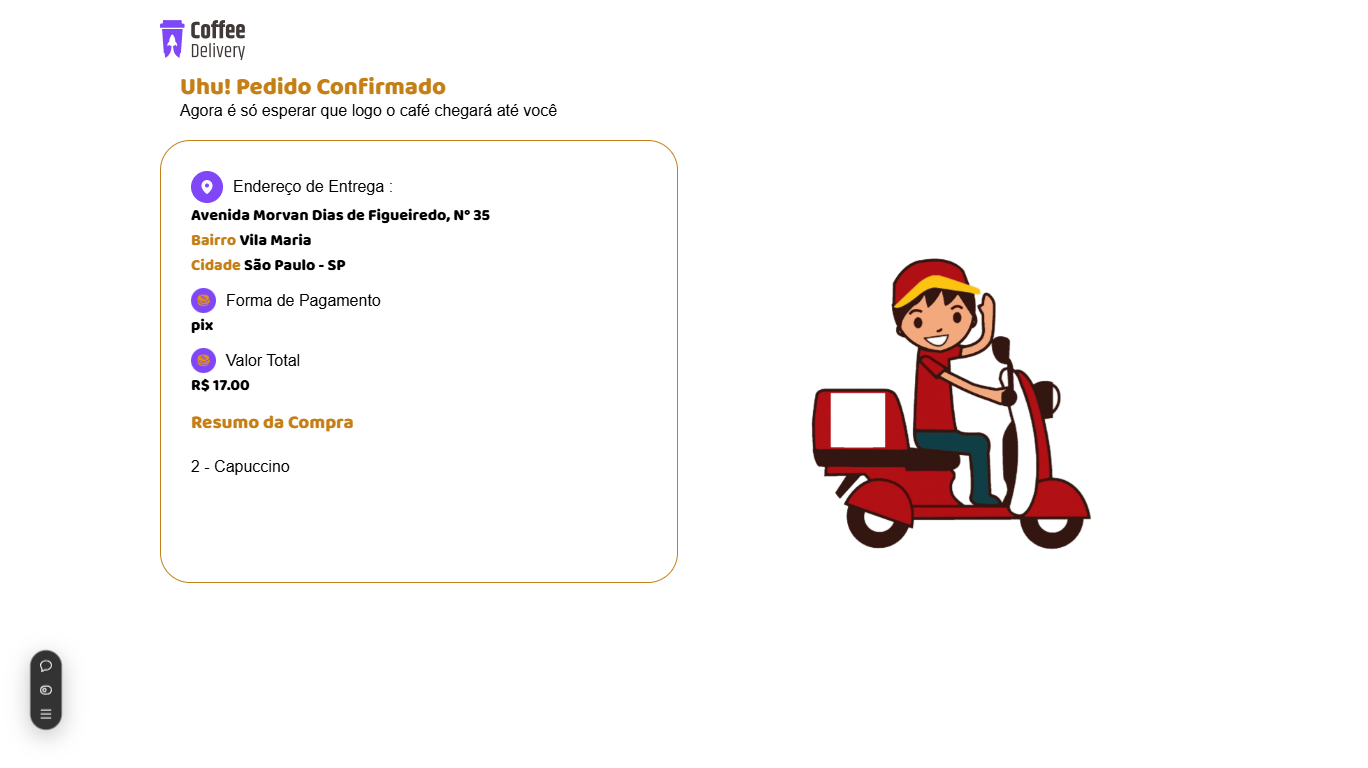 Coffee
Delivery
Uhu! Pedido Confirmado
Agora é só esperar que logo o café chegará até você
Endereço de Entrega :
Avenida Morvan Dias de Figueiredo, N° 35
Bairro Vila Maria
Cidade São Paulo - SP
Forma de Pagamento
pix
Valor Total
R$ 17.00
Resumo da Compra
2 - Capuccino